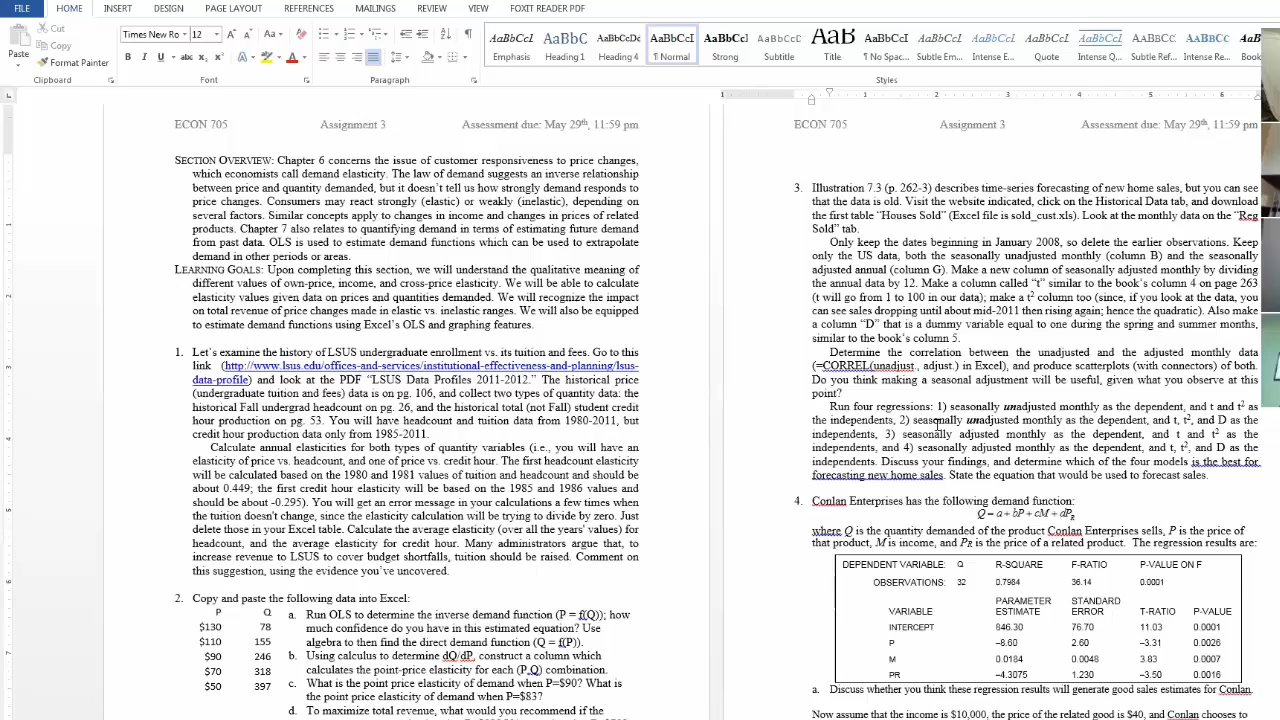 FILE HOME INSERT DESIGN PAGE LAYOUT REFERENCES MAILINGS REVIEW VIEW FOXIT READER PDF
Cut
Copy
Format Painter
Paste
Times New Ro 12
Clipboard Font Paragraph Styles
AaBbCcI AaBbC AaBbCcDc AaBbCcI AaBbCc AaBbCcD AaB AaBbCcI AaBbCcI AaBbCcI AaBbCcI AaBbCcI AaBbCcD AaBbCc
Emphasis Heading 1 Heading 4 ¶ Normal Strong Subtitle Title ¶ No Spac... Subtle Em... Intense E... Quote Intense Q... Subtle Ref... Intense Re... Book
ECON 705 Assignment 3 Assessment due: May 29th, 11:59 pm
SECTION OVERVIEW: Chapter 6 concerns the issue of customer responsiveness to price changes,
which economists call demand elasticity. The law of demand suggests an inverse relationship
between price and quantity demanded, but it doesn't tell us how strongly demand responds to
price changes. Consumers may react strongly (elastic) or weakly (inelastic), depending on
several factors. Similar concepts apply to changes in income and changes in prices of related
products. Chapter 7 also relates to quantifying demand in terms of estimating future demand
from past data. OLS is used to estimate demand functions which can be used to extrapolate
demand in other periods or areas.
LEARNING GOALS: Upon completing this section, we will understand the qualitative meaning of
different values of own-price, income, and cross-price elasticity. We will be able to calculate
elasticity values given data on prices and quantities demanded. We will recognize the impact
on total revenue of price changes made in elastic vs. inelastic ranges. We will also be equipped
to estimate demand functions using Excel's OLS and graphing features.
1. Let's examine the history of LSUS undergraduate enrollment vs. its tuition and fees. Go to this
link (http://www.lsus.edu/offices-and-services/institutional-effectiveness-and-planning/lsus-
data-profile) and look at the PDF "LSUS Data Profiles 2011-2012." The historical price
(undergraduate tuition and fees) data is on pg. 106, and collect two types of quantity data: the
historical Fall undergrad headcount on pg. 26, and the historical total (not Fall) student credit
hour production on pg. 53. You will have headcount and tuition data from 1980-2011, but
credit hour production data only from 1985-2011.
Calculate annual elasticities for both types of quantity variables (i.e., you will have an
elasticity of price vs. headcount, and one of price vs. credit hour. The first headcount elasticity
will be calculated based on the 1980 and 1981 values of tuition and headcount and should be
about 0.449; the first credit hour elasticity will be based on the 1985 and 1986 values and
should be about -0.295). You will get an error message in your calculations a few times when
the tuition doesn't change, since the elasticity calculation will be trying to divide by zero. Just
delete those in your Excel table. Calculate the average elasticity (over all the years' values) for
headcount, and the average elasticity for credit hour. Many administrators argue that, to
increase revenue to LSUS to cover budget shortfalls, tuition should be raised. Comment on
this suggestion, using the evidence you've uncovered.
2. Copy and paste the following data into Excel:
P Q
$130 78
$110 155
$90 246
$70 318
$50 397
a. Run OLS to determine the inverse demand function (P = f(Q)); how
much confidence do you have in this estimated equation? Use
algebra to then find the direct demand function (Q = f(P)).
b. Using calculus to determine dQ/dP, construct a column which
calculates the point-price elasticity for each (P,Q) combination.
c. What is the point price elasticity of demand when P=$90? What is
the point price elasticity of demand when P=$83?
d. To maximize total revenue, what would you recommend if the
ECON 705 Assignment 3 Assessment due: May 29th, 11:59 pm
3. Illustration 7.3 (p. 262-3) describes time-series forecasting of new home sales, but you can see
that the data is old. Visit the website indicated, click on the Historical Data tab, and download
the first table "Houses Sold" (Excel file is sold_cust.xls). Look at the monthly data on the "Reg
Sold" tab.
Only keep the dates beginning in January 2008, so delete the earlier observations. Keep
only the US data, both the seasonally unadjusted monthly (column B) and the seasonally
adjusted annual (column G). Make a new column of seasonally adjusted monthly by dividing
the annual data by 12. Make a column called "t" similar to the book's column 4 on page 263
(t will go from 1 to 100 in our data); make a t² column too (since, if you look at the data, you
can see sales dropping until about mid-2011 then rising again; hence the quadratic). Also make
a column "D" that is a dummy variable equal to one during the spring and summer months,
similar to the book's column 5.
Determine the correlation between the unadjusted and the adjusted monthly data
(=CORREL(unadjust., adjust.) in Excel), and produce scatterplots (with connectors) of both.
Do you think making a seasonal adjustment will be useful, given what you observe at this
point?
Run four regressions: 1) seasonally unadjusted monthly as the dependent, and t and t² as
the independents, 2) seasonally unadjusted monthly as the dependent, and t, t², and D as the
independents, 3) seasonally adjusted monthly as the dependent, and t and t² as the
independents, and 4) seasonally adjusted monthly as the dependent, and t, t², and D as the
independents. Discuss your findings, and determine which of the four models is the best for
forecasting new home sales. State the equation that would be used to forecast sales.
4. Conlan Enterprises has the following demand function:
Q = a + bP + cM + dP_R
where Q is the quantity demanded of the product Conlan Enterprises sells, P is the price of
that product, M is income, and PR is the price of a related product. The regression results are:
DEPENDENT VARIABLE: Q R-SQUARE F-RATIO P-VALUE ON F
OBSERVATIONS: 32 0.7984 36.14 0.0001
VARIABLE PARAMETER ESTIMATE STANDARD ERROR T-RATIO P-VALUE
INTERCEPT 846.30 76.70 11.03 0.0001
P –8.60 2.60 –3.31 0.0026
M 0.0184 0.0048 3.83 0.0007
PR –4.3075 1.230 –3.50 0.0016
a. Discuss whether you think these regression results will generate good sales estimates for Conlan.
Now assume that the income is $10,000, the price of the related good is $40, and Conlan chooses to